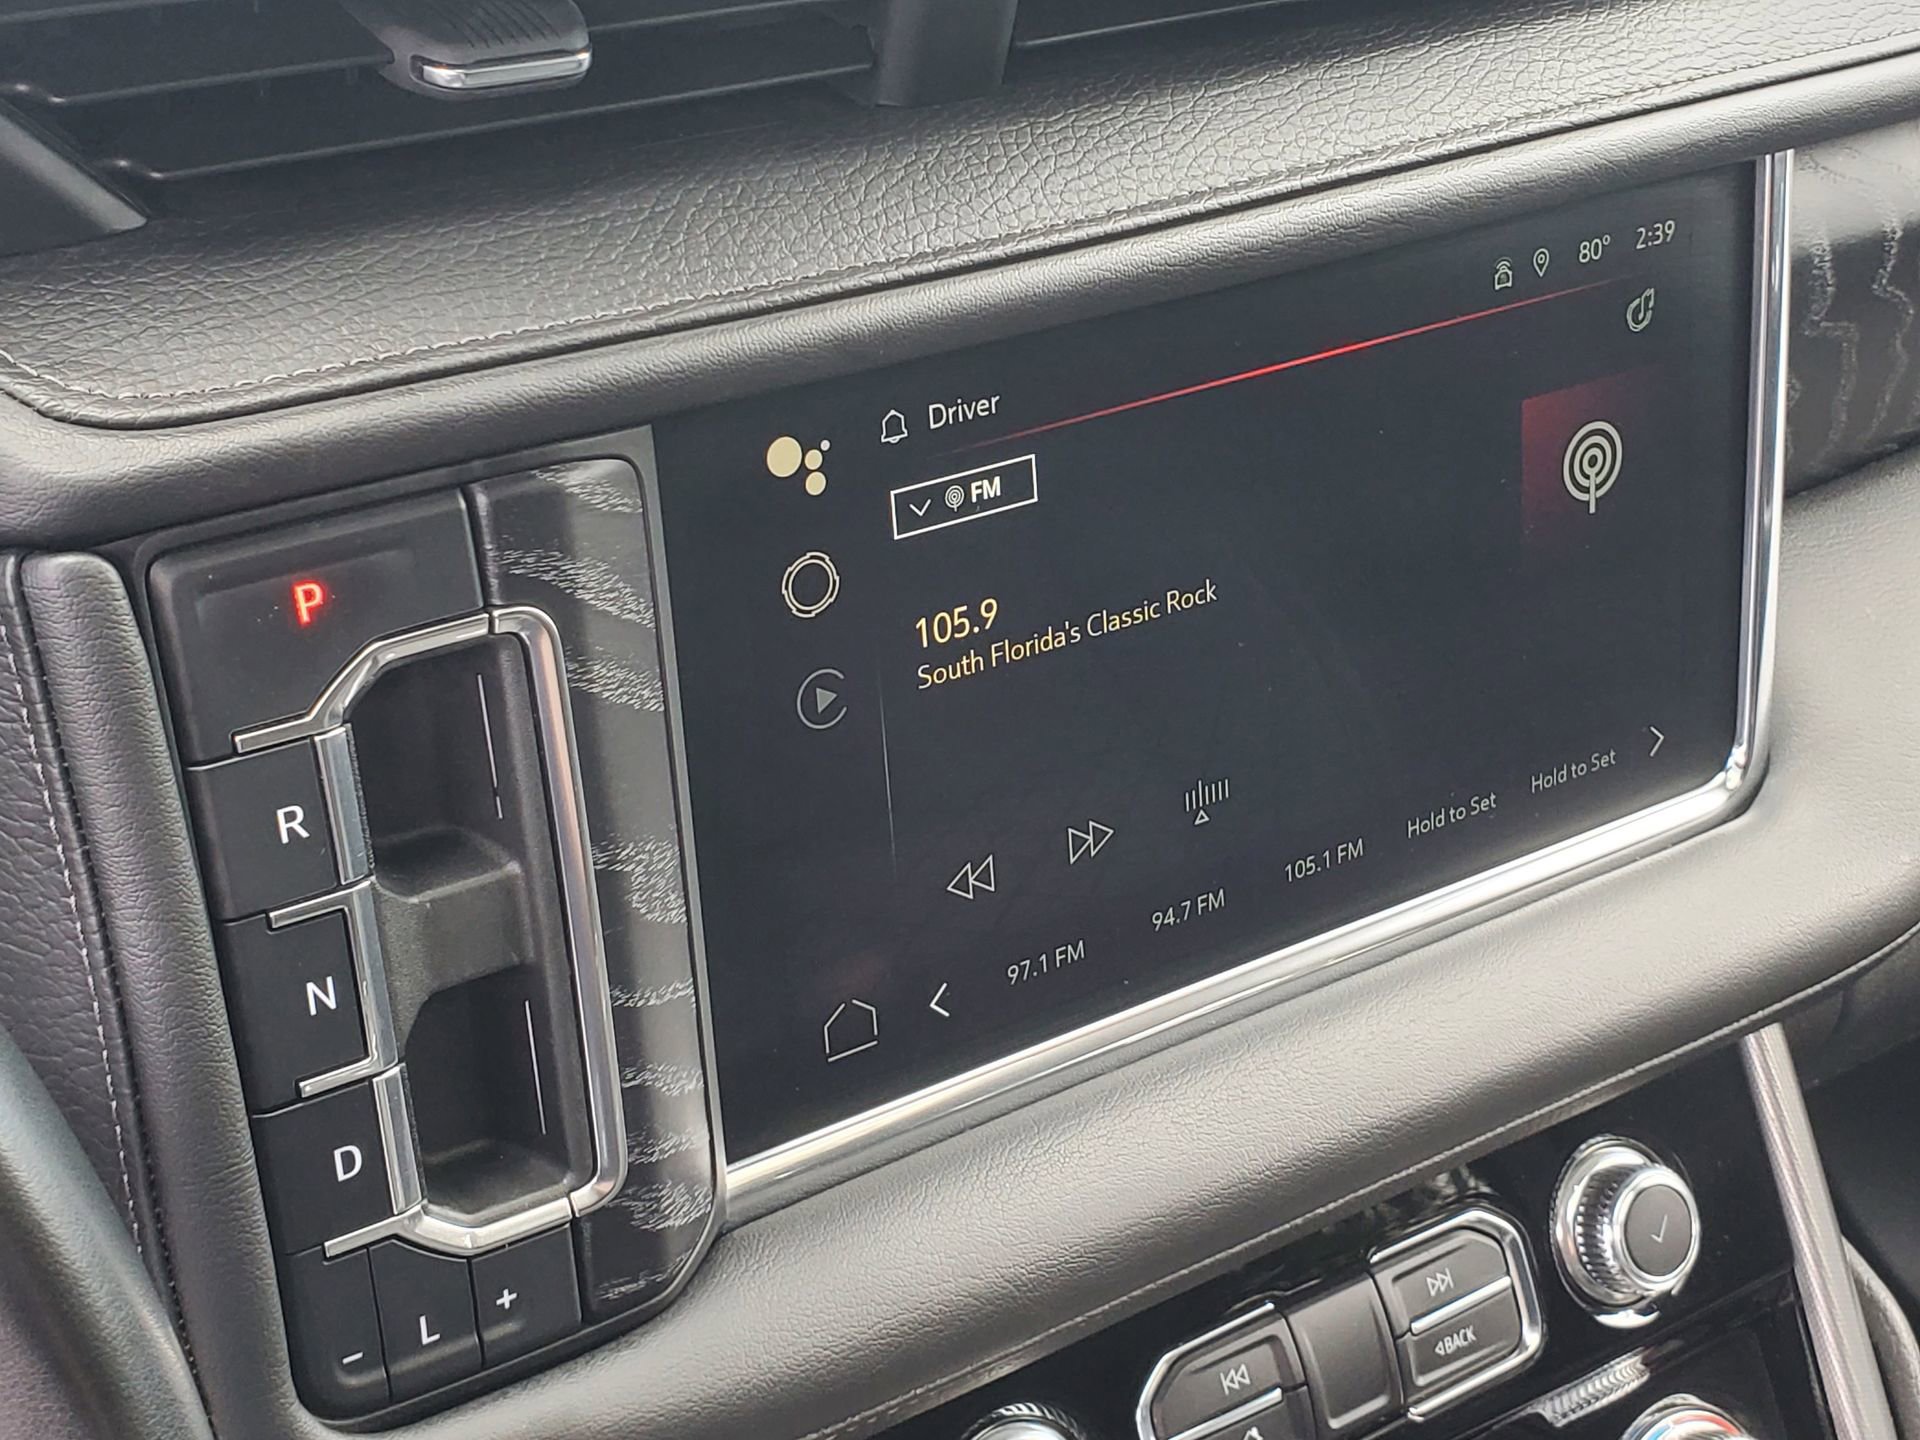 80° 2:39
Driver
FM
105.9
South Florida's Classic Rock
97.1 FM
94.7 FM
105.1 FM
Hold to Set
Hold to Set
P
R
N
D
− L +
◁BACK